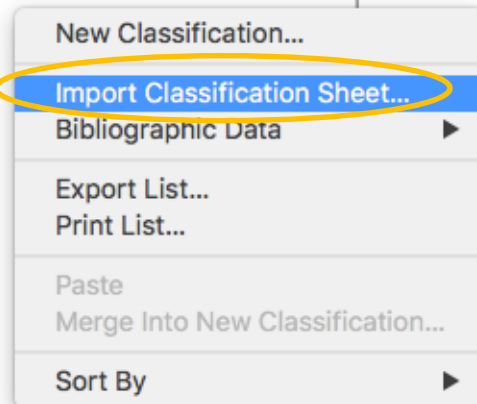 New Classification...
Import Classification Sheet...
Bibliographic Data
Export List...
Print List...
Paste
Merge Into New Classification...
Sort By